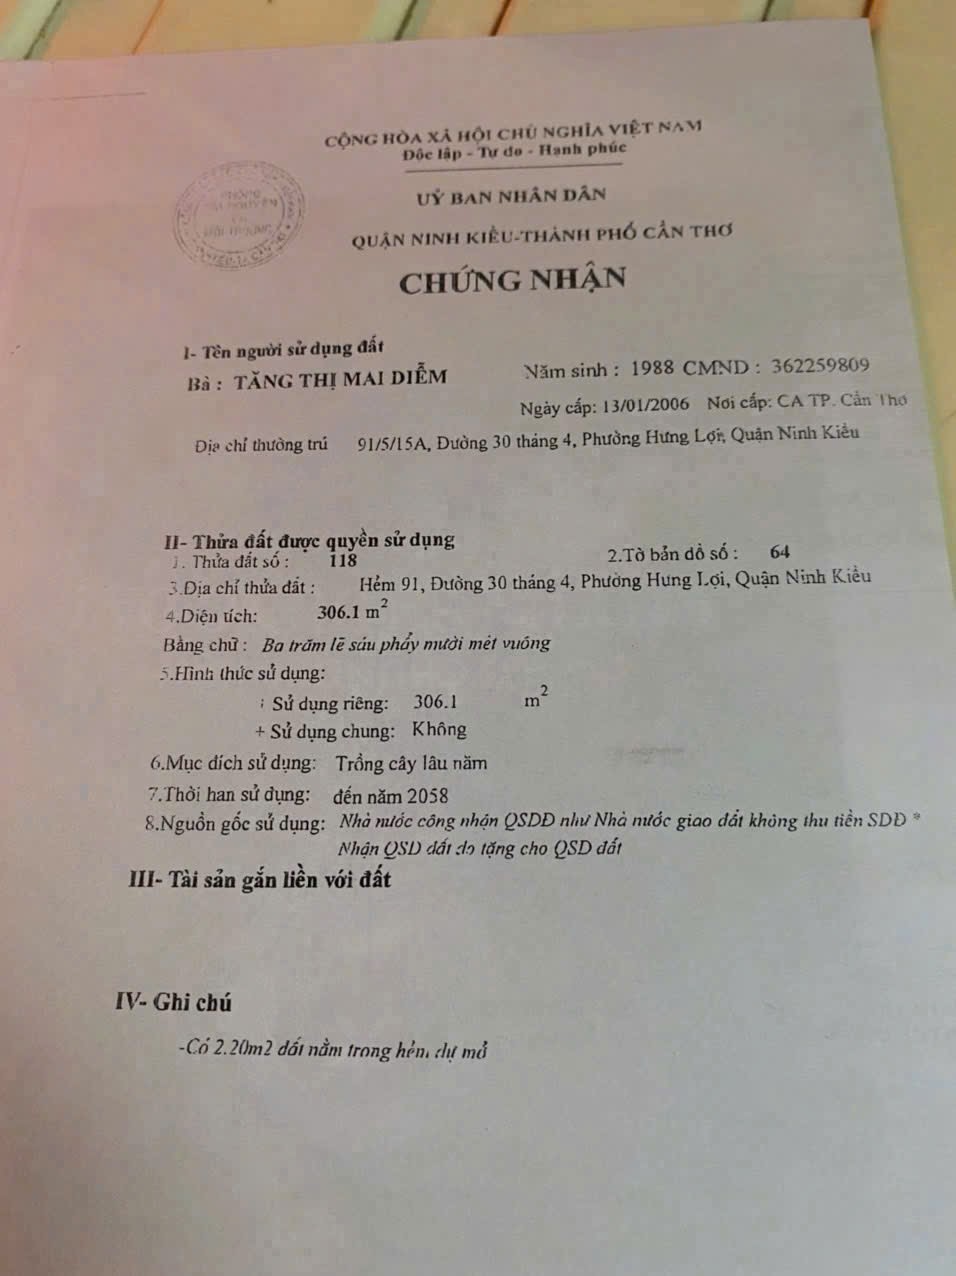 CỘNG HÒA XÃ HỘI CHỦ NGHĨA VIỆT NAM
Độc lập - Tự do - Hạnh phúc
UỶ BAN NHÂN DÂN
QUẬN NINH KIỀU-THÀNH PHỐ CẦN THƠ
CHỨNG NHẬN
I- Tên người sử dụng đất
Bà : TĂNG THỊ MAI DIỄM Năm sinh : 1988 CMND : 362259809
Ngày cấp: 13/01/2006 Nơi cấp: CA TP. Cần Thơ
Địa chỉ thường trú 91/5/15A, Đường 30 tháng 4, Phường Hưng Lợi, Quận Ninh Kiều
II- Thửa đất được quyền sử dụng
1. Thửa đất số : 118 2.Tờ bản đồ số : 64
3.Địa chỉ thửa đất : Hẻm 91, Đường 30 tháng 4, Phường Hưng Lợi, Quận Ninh Kiều
4.Diện tích: 306.1 m²
Bằng chữ : Ba trăm lẽ sáu phẩy mười mét vuông
5.Hình thức sử dụng:
+ Sử dụng riêng: 306.1 m²
+ Sử dụng chung: Không
6.Mục đích sử dụng: Trồng cây lâu năm
7.Thời hạn sử dụng: đến năm 2058
8.Nguồn gốc sử dụng: Nhà nước công nhận QSDĐ như Nhà nước giao đất không thu tiền SDĐ *
Nhận QSD đất do tặng cho QSD đất
III- Tài sản gắn liền với đất
IV- Ghi chú
-Có 2.20m2 đất nằm trong hẻm dự mở